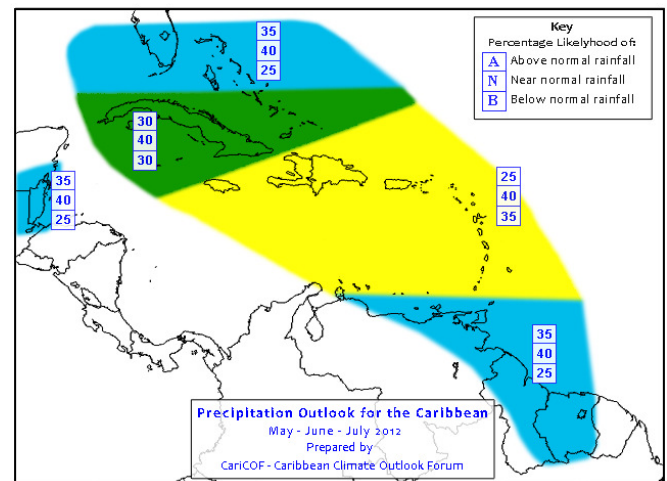 35
40
25
Key
Percentage Likelyhood of:
A Above normal rainfall
N Near normal rainfall
B Below normal rainfall
30
40
30
35
40
25
25
40
35
35
40
25
Precipitation Outlook for the Caribbean
May - June - July 2012
Prepared by
CariCOF - Caribbean Climate Outlook Forum